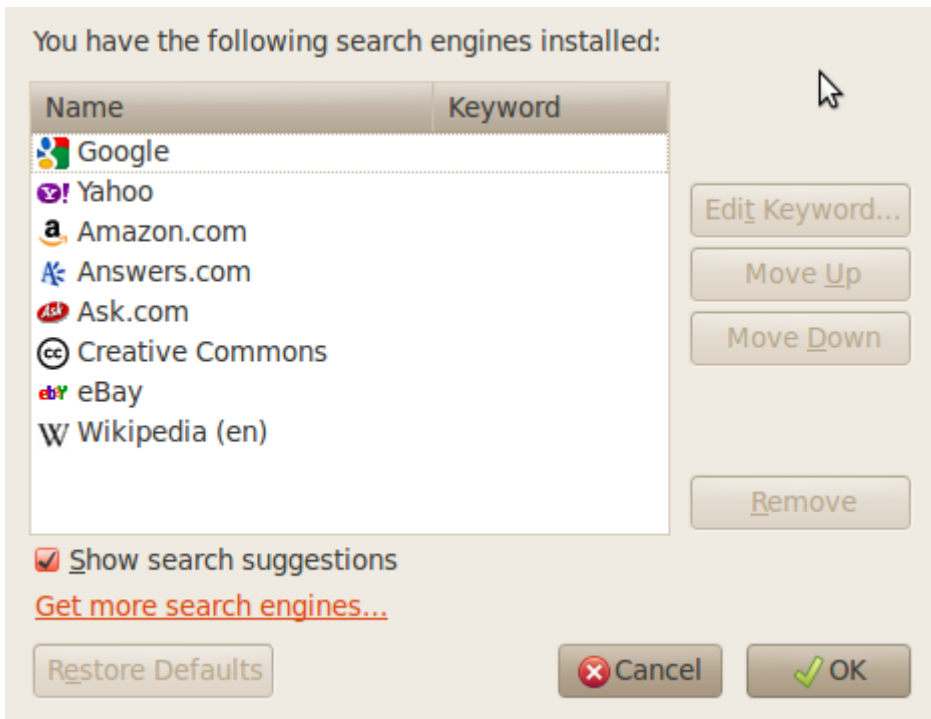 You have the following search engines installed:
Name Keyword
Google
Yahoo
Amazon.com
Answers.com
Ask.com
Creative Commons
eBay
Wikipedia (en)
Edit Keyword...
Move Up
Move Down
Remove
Show search suggestions
Get more search engines...
Restore Defaults Cancel OK